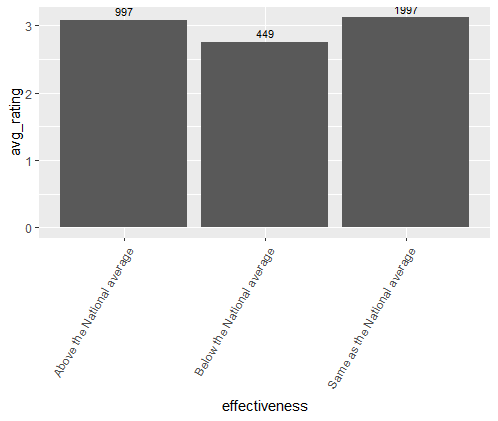 997
449
1997
3
2
1
0
avg_rating
Above the National average
Below the National average
Same as the National average
effectiveness